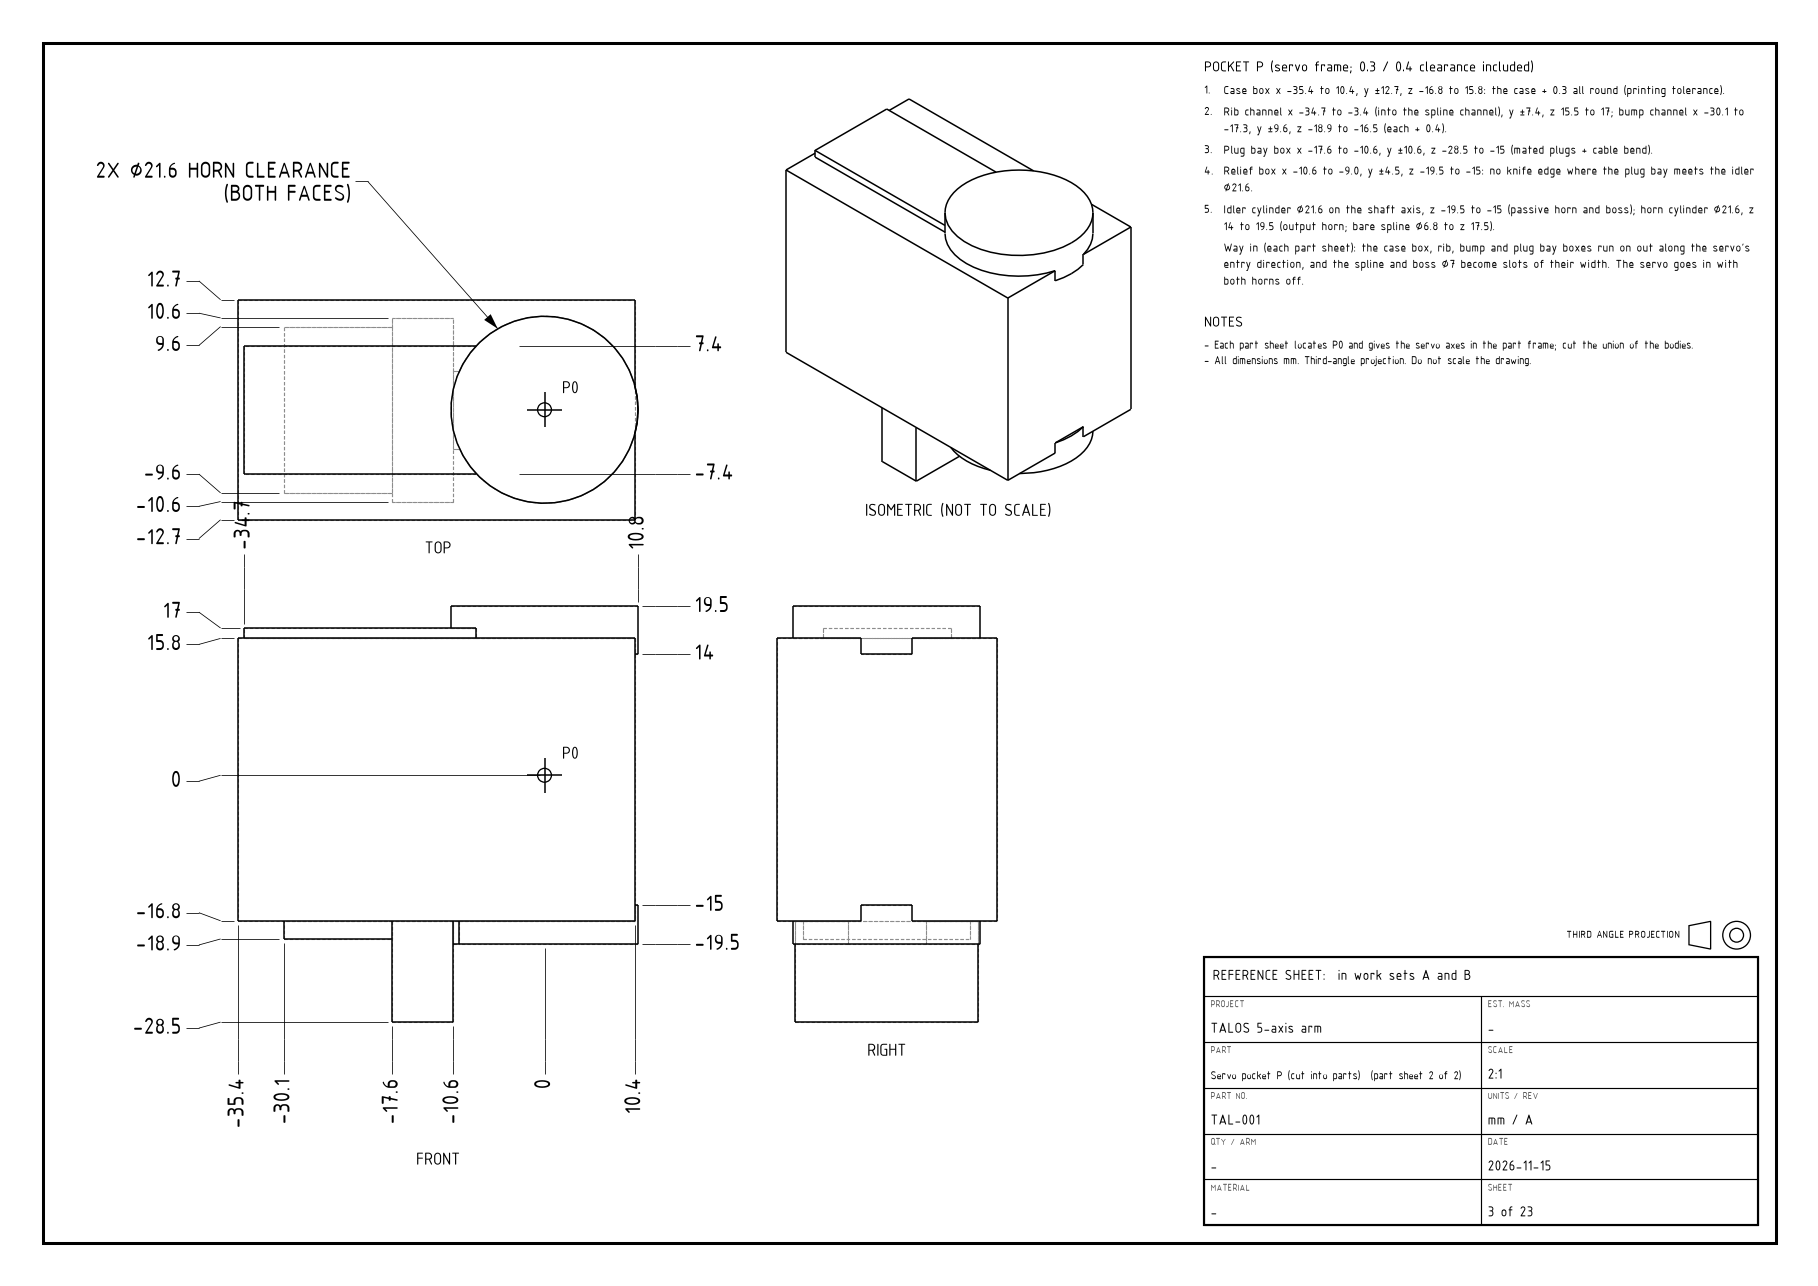 POCKET P (servo frame; 0.3 / 0.4 clearance included)
1. Case box x -35.4 to 10.4, y ±12.7, z -16.8 to 15.8: the case + 0.3 all round (printing tolerance).
2. Rib channel x -34.7 to -3.4 (into the spline channel), y ±7.4, z 15.5 to 17; bump channel x -30.1 to
-17.3, y ±9.6, z -18.9 to -16.5 (each + 0.4).
3. Plug bay box x -17.6 to -10.6, y ±10.6, z -28.5 to -15 (mated plugs + cable bend).
4. Relief box x -10.6 to -9.0, y ±4.5, z -19.5 to -15: no knife edge where the plug bay meets the idler
Ø21.6.
5. Idler cylinder Ø21.6 on the shaft axis, z -19.5 to -15 (passive horn and boss); horn cylinder Ø21.6, z
14 to 19.5 (output horn; bare spline Ø6.8 to z 17.5).
Way in (each part sheet): the case box, rib, bump and plug bay boxes run on out along the servo's
entry direction, and the spline and boss Ø7 become slots of their width. The servo goes in with
both horns off.
NOTES
- Each part sheet locates P0 and gives the servo axes in the part frame; cut the union of the bodies.
- All dimensions mm. Third-angle projection. Do not scale the drawing.
2X Ø21.6 HORN CLEARANCE
(BOTH FACES)
12.7
10.6
9.6
7.4
P0
-9.6
-7.4
-10.6
-12.7
-34.7
10.8
TOP
ISOMETRIC (NOT TO SCALE)
17
19.5
15.8
14
P0
0
-16.8
-15
-18.9
-19.5
-28.5
-35.4
-30.1
-17.6
-10.6
0
10.4
FRONT
RIGHT
THIRD ANGLE PROJECTION
REFERENCE SHEET: in work sets A and B
PROJECT
TALOS 5-axis arm
EST. MASS
-
PART
Servo pocket P (cut into parts) (part sheet 2 of 2)
SCALE
2:1
PART NO.
TAL-001
UNITS / REV
mm / A
QTY / ARM
-
DATE
2026-11-15
MATERIAL
-
SHEET
3 of 23